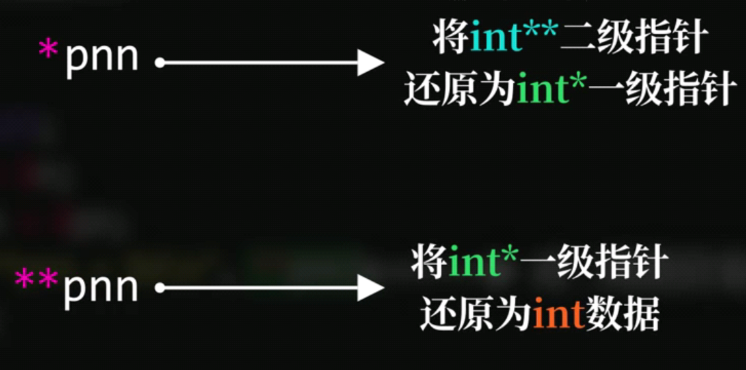 *pnn
将int**二级指针
还原为int*一级指针
**pnn
将int*一级指针
还原为int数据